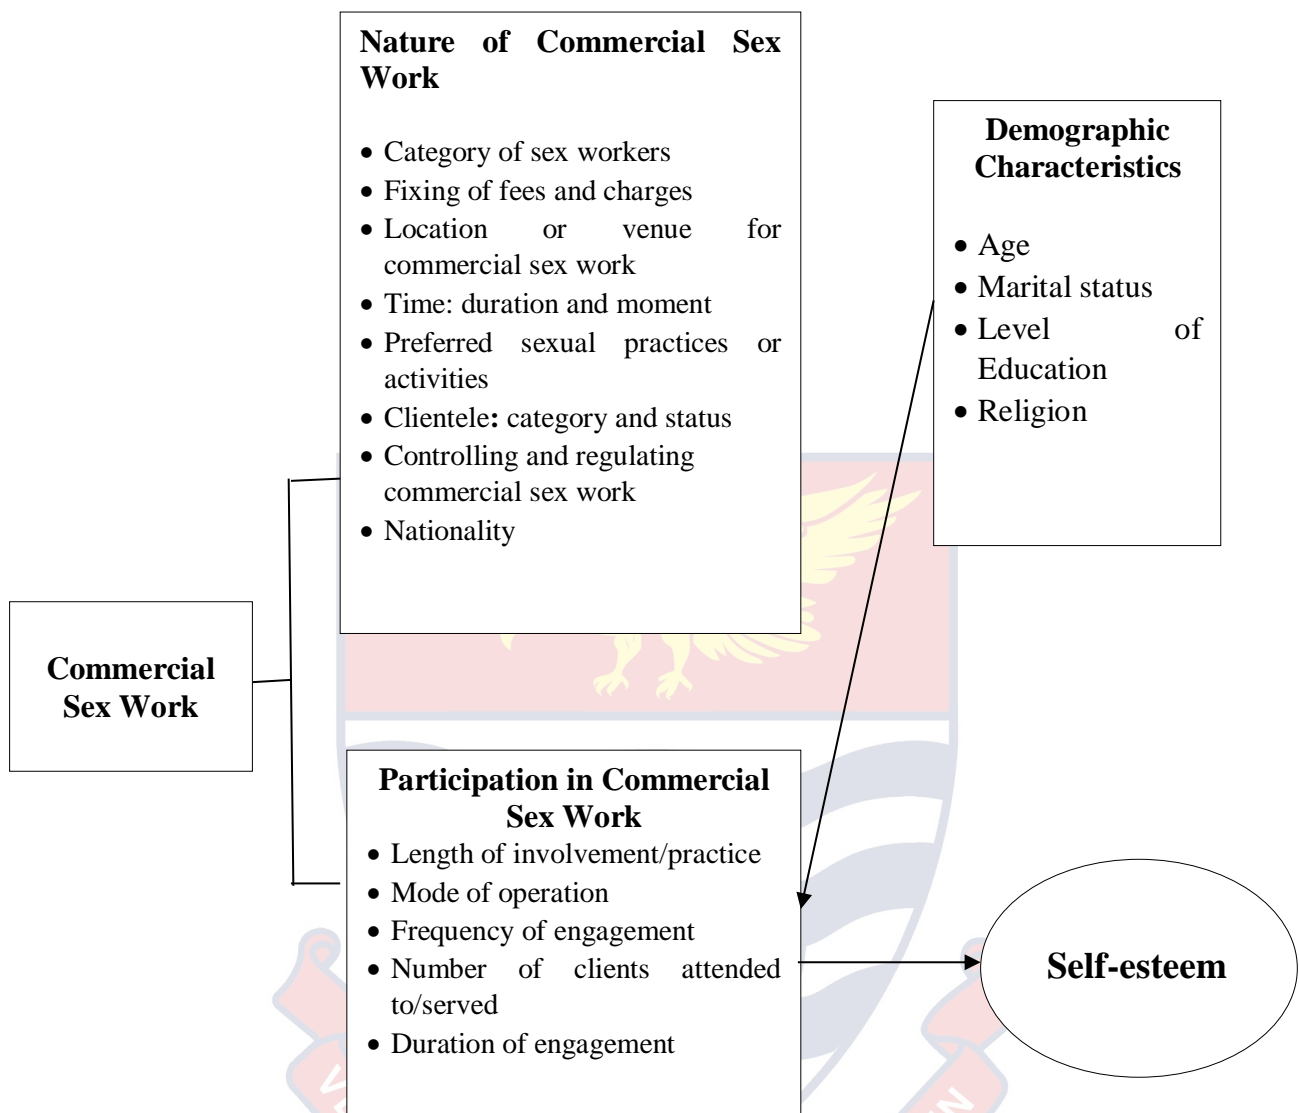 Nature of Commercial Sex
Work
• Category of sex workers
• Fixing of fees and charges
• Location or venue for
commercial sex work
• Time: duration and moment
• Preferred sexual practices or
activities
• Clientele: category and status
• Controlling and regulating
commercial sex work
• Nationality
Demographic
Characteristics
• Age
• Marital status
• Level of
Education
• Religion
Commercial
Sex Work
Participation in Commercial
Sex Work
• Length of involvement/practice
• Mode of operation
• Frequency of engagement
• Number of clients attended
to/served
• Duration of engagement
Self-esteem